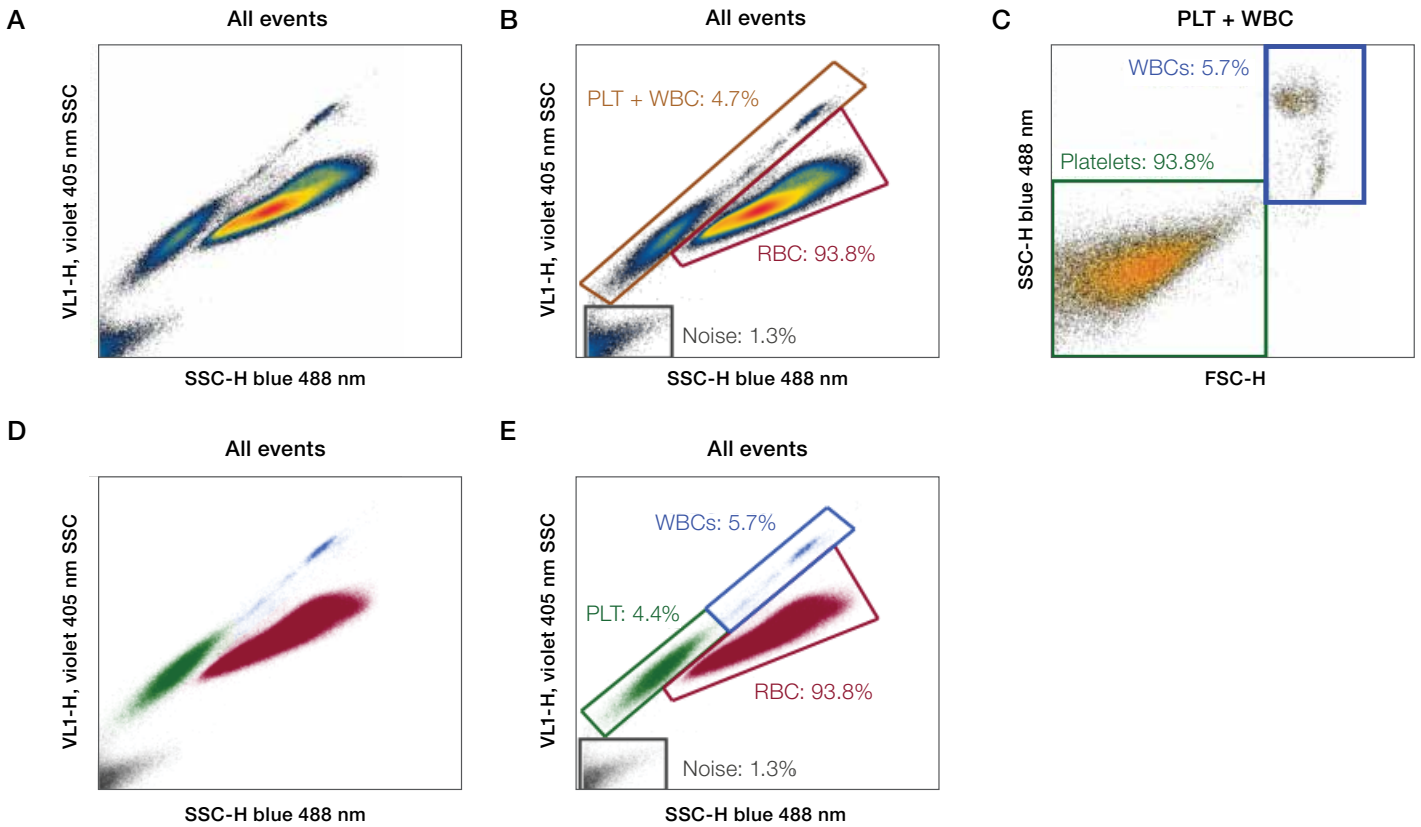 A
All events
VL1-H, violet 405 nm SSC
SSC-H blue 488 nm
B
All events
PLT + WBC: 4.7%
RBC: 93.8%
Noise: 1.3%
VL1-H, violet 405 nm SSC
SSC-H blue 488 nm
C
PLT + WBC
WBCs: 5.7%
Platelets: 93.8%
SSC-H blue 488 nm
FSC-H
D
All events
VL1-H, violet 405 nm SSC
SSC-H blue 488 nm
E
All events
WBCs: 5.7%
PLT: 4.4%
RBC: 93.8%
Noise: 1.3%
VL1-H, violet 405 nm SSC
SSC-H blue 488 nm